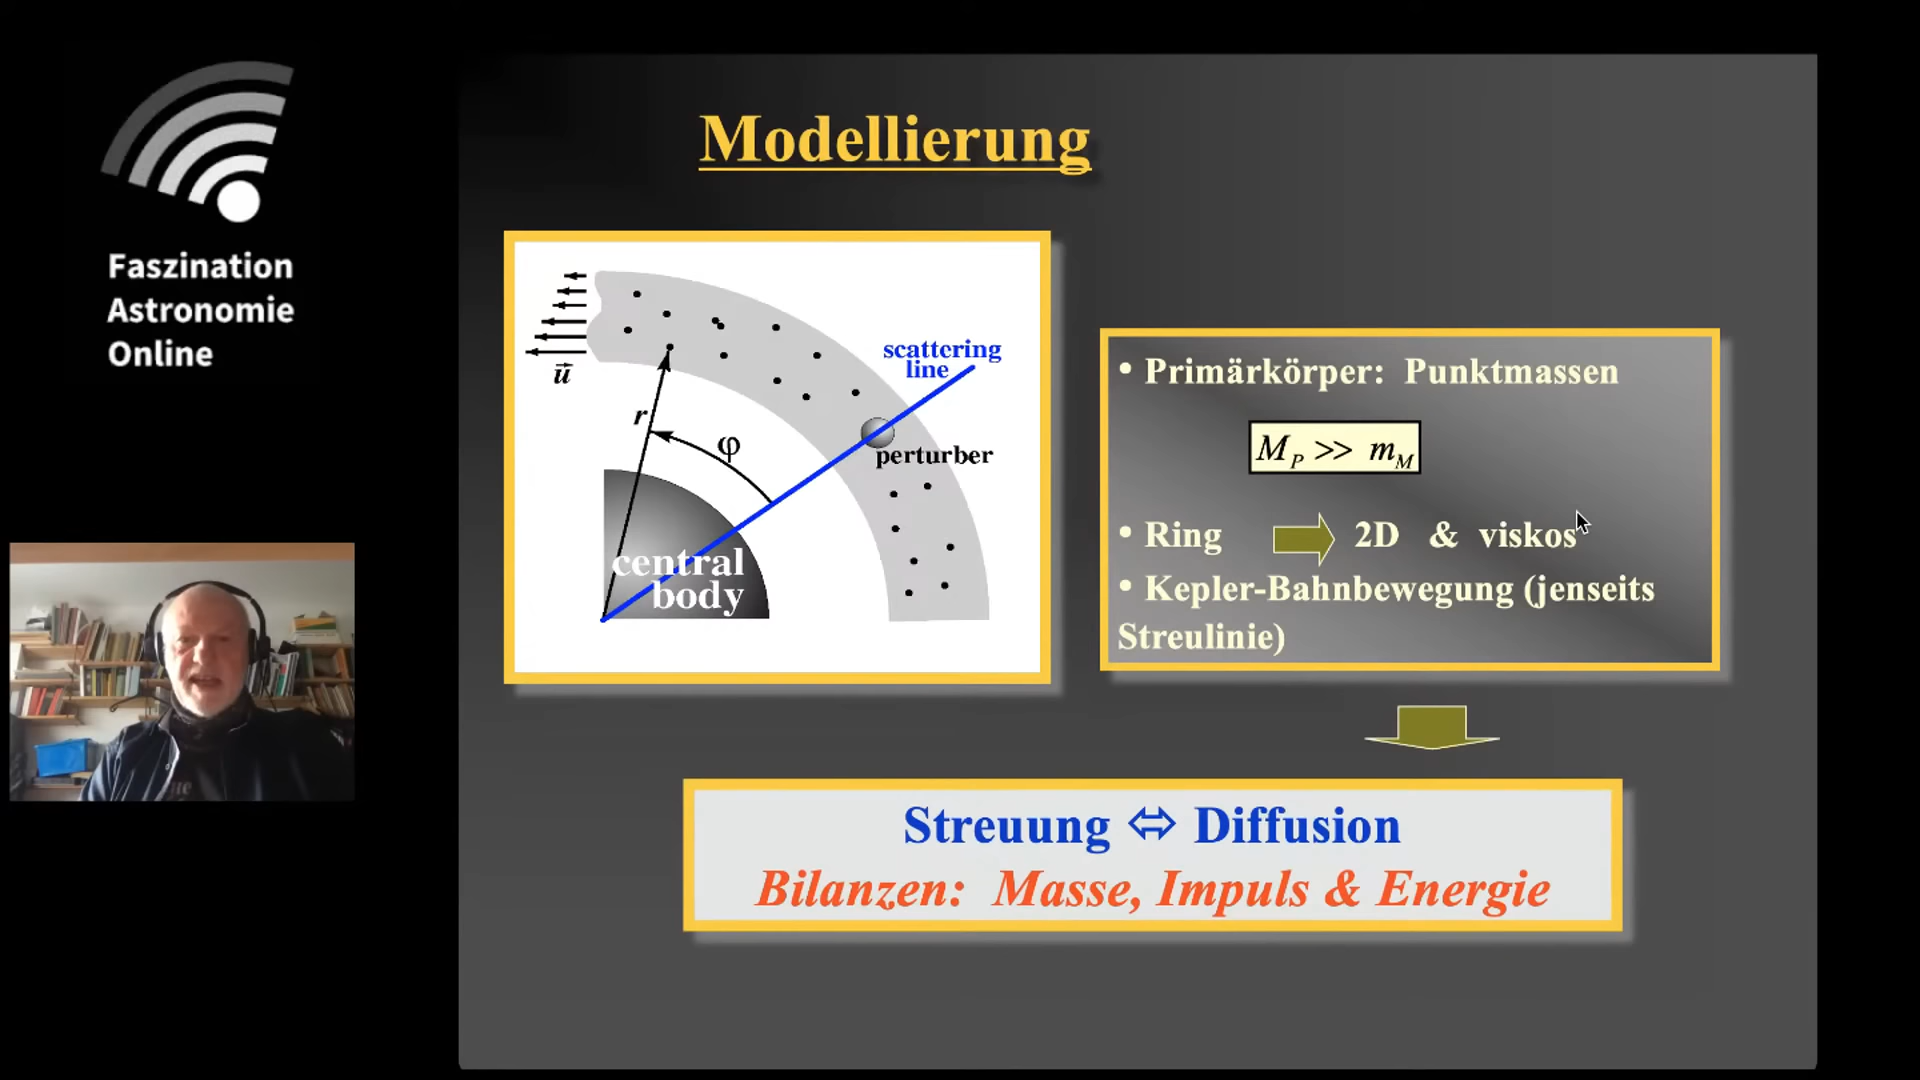 Faszination
Astronomie
Online
Modellierung
u
r
φ
scattering
line
perturber
central
body
• Primärkörper: Punktmassen
M_P >> m_M
• Ring 2D & viskos
• Kepler-Bahnbewegung (jenseits
Streulinie)
Streuung ⇔ Diffusion
Bilanzen: Masse, Impuls & Energie